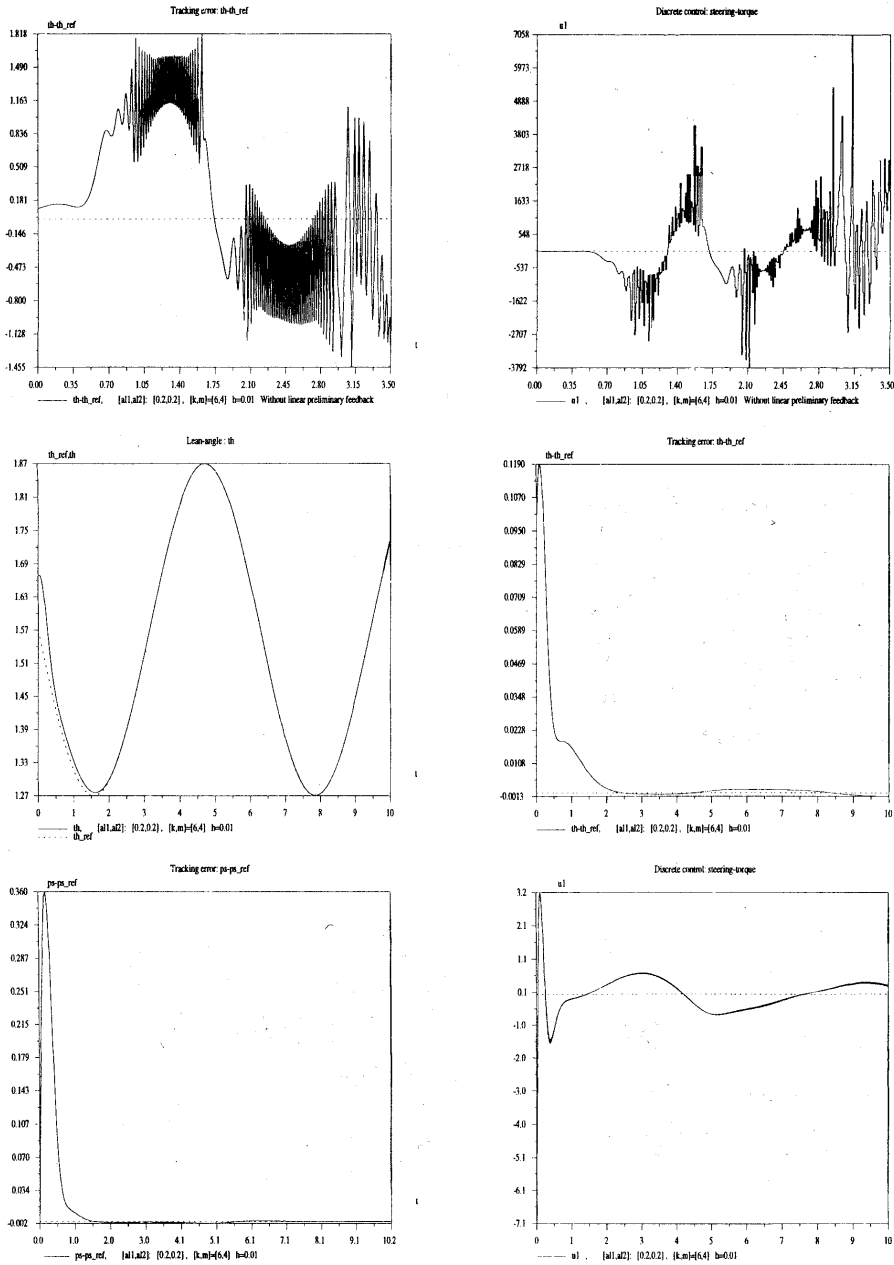 Tracking error: th-th_ref
th-th_ref
1.818
1.490
1.163
0.836
0.509
0.181
-0.146
-0.473
-0.800
-1.128
-1.455
0.00 0.35 0.70 1.05 1.40 1.75 2.10 2.45 2.80 3.15 3.50
t
th-th_ref, [al1,al2]: [0.2,0.2] , [k,m]=[6,4] h=0.01 Without linear preliminary feedback
Discrete control: steering-torque
u1
7058
5973
4888
3803
2718
1633
548
-537
-1622
-2707
-3792
0.00 0.35 0.70 1.05 1.40 1.75 2.10 2.45 2.80 3.15 3.50
u1 , [al1,al2]: [0.2,0.2] , [k,m]=[6,4] h=0.01 Without linear preliminary feedback
Lean-angle : th
th_ref,th
1.87
1.81
1.75
1.69
1.63
1.57
1.51
1.45
1.39
1.33
1.27
0 1 2 3 4 5 6 7 8 9 10
t
th, [al1,al2]: [0.2,0.2] , [k,m]=[6,4] h=0.01
th_ref
Tracking error: th-th_ref
th-th_ref
0.1190
0.1070
0.0950
0.0829
0.0709
0.0589
0.0469
0.0348
0.0228
0.0108
-0.0013
0 1 2 3 4 5 6 7 8 9 10
th-th_ref, [al1,al2]: [0.2,0.2] , [k,m]=[6,4] h=0.01
Tracking error: ps-ps_ref
ps-ps_ref
0.360
0.324
0.287
0.251
0.215
0.179
0.143
0.107
0.070
0.034
-0.002
0.0 1.0 2.0 3.0 4.1 5.1 6.1 7.1 8.1 9.1 10.2
t
ps-ps_ref, [al1,al2]: [0.2,0.2] , [k,m]=[6,4] h=0.01
Discrete control: steering-torque
u1
3.2
2.1
1.1
0.1
-1.0
-2.0
-3.0
-4.0
-5.1
-6.1
-7.1
0 1 2 3 4 5 6 7 8 9 10
u1 , [al1,al2]: [0.2,0.2] , [k,m]=[6,4] h=0.01